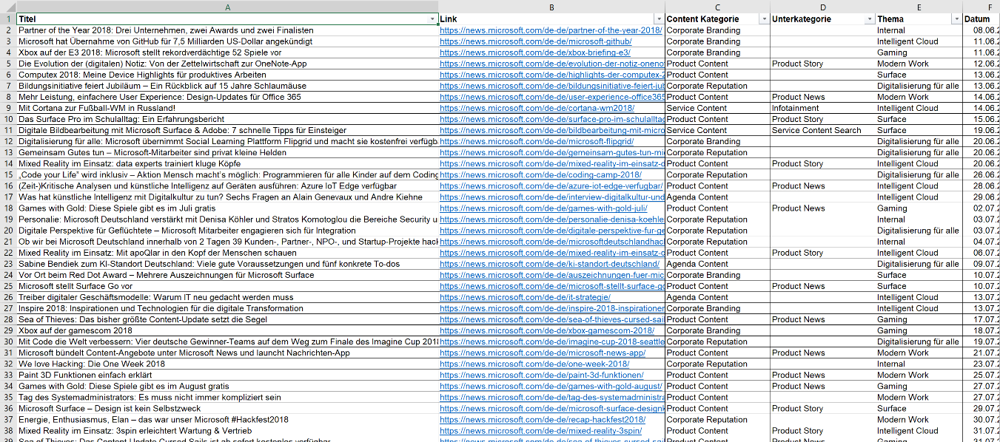 A B C D E F
1 Titel Link Content Kategorie Unterkategorie Thema Datum
2 Partner of the Year 2018: Drei Unternehmen, zwei Awards und zwei Finalisten https://news.microsoft.com/de-de/partner-of-the-year-2018/ Corporate Branding Internal 08.06.2
3 Microsoft hat Übernahme von GitHub für 7,5 Milliarden US-Dollar angekündigt https://news.microsoft.com/de-de/microsoft-github/ Corporate Branding Intelligent Cloud 11.06.2
4 Xbox auf der E3 2018: Microsoft stellt rekordverdächtige 52 Spiele vor https://news.microsoft.com/de-de/xbox-briefing-e3/ Corporate Branding Gaming 11.06.2
5 Die Evolution der (digitalen) Notiz: Von der Zettelwirtschaft zur OneNote-App https://news.microsoft.com/de-de/evolution-der-notiz-onenot Product Content Product Story Modern Work 12.06.2
6 Computex 2018: Meine Device Highlights für produktives Arbeiten https://news.microsoft.com/de-de/highlights-der-computex-2 Product Content Surface 13.06.2
7 Bildungsinitiative feiert Jubiläum – Ein Rückblick auf 15 Jahre Schlaumäuse https://news.microsoft.com/de-de/bildungsinitiative-feiert-jub Corporate Reputation Digitalisierung für alle 13.06.2
8 Mehr Leistung, einfachere User Experience: Design-Updates für Office 365 https://news.microsoft.com/de-de/user-experience-office365 Product Content Product News Modern Work 14.06.2
9 Mit Cortana zur Fußball-WM in Russland! https://news.microsoft.com/de-de/cortana-wm2018/ Service Content Infotainment Intelligent Cloud 14.06.2
10 Das Surface Pro im Schulalltag: Ein Erfahrungsbericht https://news.microsoft.com/de-de/surface-pro-im-schulalltag Product Content Product Story Surface 15.06.2
11 Digitale Bildbearbeitung mit Microsoft Surface & Adobe: 7 schnelle Tipps für Einsteiger https://news.microsoft.com/de-de/bildbearbeitung-mit-micro Service Content Service Content Search Surface 19.06.2
12 Digitalisierung für alle: Microsoft übernimmt Social Learning Plattform Flipgrid und macht sie kostenfrei verfügb https://news.microsoft.com/de-de/microsoft-flipgrid/ Corporate Branding Digitalisierung für alle 20.06.2
13 Gemeinsam Gutes tun – Microsoft-Mitarbeiter sind privat kleine Helden https://news.microsoft.com/de-de/gemeinsam-gutes-tun-mi Corporate Reputation Digitalisierung für alle 20.06.2
14 Mixed Reality im Einsatz: data experts trainiert kluge Köpfe https://news.microsoft.com/de-de/mixed-reality-im-einsatz-d Product Content Product Story Intelligent Cloud 20.06.2
15 „Code your Life” wird inklusiv – Aktion Mensch macht’s möglich: Programmieren für alle Kinder auf dem Coding https://news.microsoft.com/de-de/coding-camp-2018/ Corporate Reputation Digitalisierung für alle 26.06.2
16 (Zeit-)Kritische Analysen und künstliche Intelligenz auf Geräten ausführen: Azure IoT Edge verfügbar https://news.microsoft.com/de-de/azure-iot-edge-verfugbar/ Product Content Product News Intelligent Cloud 28.06.2
17 Was hat künstliche Intelligenz mit Digitalkultur zu tun? Sechs Fragen an Alain Genevaux und Andre Kiehne https://news.microsoft.com/de-de/interview-digitalkultur-und Agenda Content Intelligent Cloud 29.06.2
18 Games with Gold: Diese Spiele gibt es im Juli gratis https://news.microsoft.com/de-de/games-with-gold-juli/ Product Content Product News Gaming 02.07.2
19 Personalie: Microsoft Deutschland verstärkt mit Denisa Köhler und Stratos Komotoglou die Bereiche Security u https://news.microsoft.com/de-de/personalie-denisa-koehle Corporate Reputation Internal 03.07.2
20 Digitale Perspektive für Geflüchtete – Microsoft Mitarbeiter engagieren sich für Integration https://news.microsoft.com/de-de/digitale-perspektive-fur-ge Corporate Reputation Digitalisierung für alle 03.07.2
21 Ob wir bei Microsoft Deutschland innerhalb von 2 Tagen 39 Kunden-, Partner-, NPO-, und Startup-Projekte hack https://news.microsoft.com/de-de/microsoftdeutschlandhac Corporate Reputation Internal 04.07.2
22 Mixed Reality im Einsatz: Mit apoQlar in den Kopf der Menschen schauen https://news.microsoft.com/de-de/mixed-reality-im-einsatz-d Product Content Product Story Intelligent Cloud 06.07.2
23 Sabine Bendiek zum KI-Standort Deutschland: Viele gute Voraussetzungen und fünf konkrete To-dos https://news.microsoft.com/de-de/ki-standort-deutschland/ Agenda Content Digitalisierung für alle 09.07.2
24 Vor Ort beim Red Dot Award – Mehrere Auszeichnungen für Microsoft Surface https://news.microsoft.com/de-de/auszeichnungen-fuer-mic Corporate Branding Surface 10.07.2
25 Microsoft stellt Surface Go vor https://news.microsoft.com/de-de/microsoft-stellt-surface-go Product Content Product News Surface 10.07.2
26 Treiber digitaler Geschäftsmodelle: Warum IT neu gedacht werden muss https://news.microsoft.com/de-de/it-strategie/ Agenda Content Intelligent Cloud 13.07.2
27 Inspire 2018: Inspirationen und Technologien für die digitale Transformation https://news.microsoft.com/de-de/inspire-2018-inspirationer Corporate Branding Intelligent Cloud 13.07.2
28 Sea of Thieves: Das bisher größte Content-Update setzt die Segel https://news.microsoft.com/de-de/sea-of-thieves-cursed-sail Product Content Product News Gaming 17.07.2
29 Xbox auf der gamescom 2018 https://news.microsoft.com/de-de/xbox-gamescom-2018/ Corporate Branding Gaming 18.07.2
30 Mit Code die Welt verbessern: Vier deutsche Gewinner-Teams auf dem Weg zum Finale des Imagine Cup 2018 https://news.microsoft.com/de-de/imagine-cup-2018-seattle Corporate Reputation Digitalisierung für alle 19.07.2
31 Microsoft bündelt Content-Angebote unter Microsoft News und launcht Nachrichten-App https://news.microsoft.com/de-de/microsoft-news-app/ Product Content Product News Modern Work 21.07.2
32 We love Hacking: Die One Week 2018 https://news.microsoft.com/de-de/one-week-2018/ Corporate Reputation Internal 23.07.2
33 Paint 3D Funktionen einfach erklärt https://news.microsoft.com/de-de/paint-3d-funktionen/ Product Content Product News Modern Work 25.07.2
34 Games with Gold: Diese Spiele gibt es im August gratis https://news.microsoft.com/de-de/games-with-gold-august/ Product Content Product News Gaming 27.07.2
35 Tag des Systemadministrators: Es muss nicht immer kompliziert sein https://news.microsoft.com/de-de/tag-des-systemadministra Product Content Modern Work 27.07.2
36 Microsoft Surface – Design ist kein Selbstzweck https://news.microsoft.com/de-de/microsoft-surface-designk Product Content Product Story Surface 29.07.2
37 Energie, Enthusiasmus, Elan – das war unser Microsoft #Hackfest2018 https://news.microsoft.com/de-de/recap-hackfest2018/ Corporate Reputation Modern Work 30.07.2
38 Mixed Reality im Einsatz: 3spin erleichtert Wartung & Vertrieb https://news.microsoft.com/de-de/mixed-reality-3spin/ Product Content Product Story Intelligent Cloud 31.07.2
39 Sea of Thieves: Das Content Update Cursed Sails ist ab sofort kostenlos verfügbar https://news.microsoft.com/de-de/sea-of-thieves-cursed-sail Product Content Product News Gaming 31.07.2